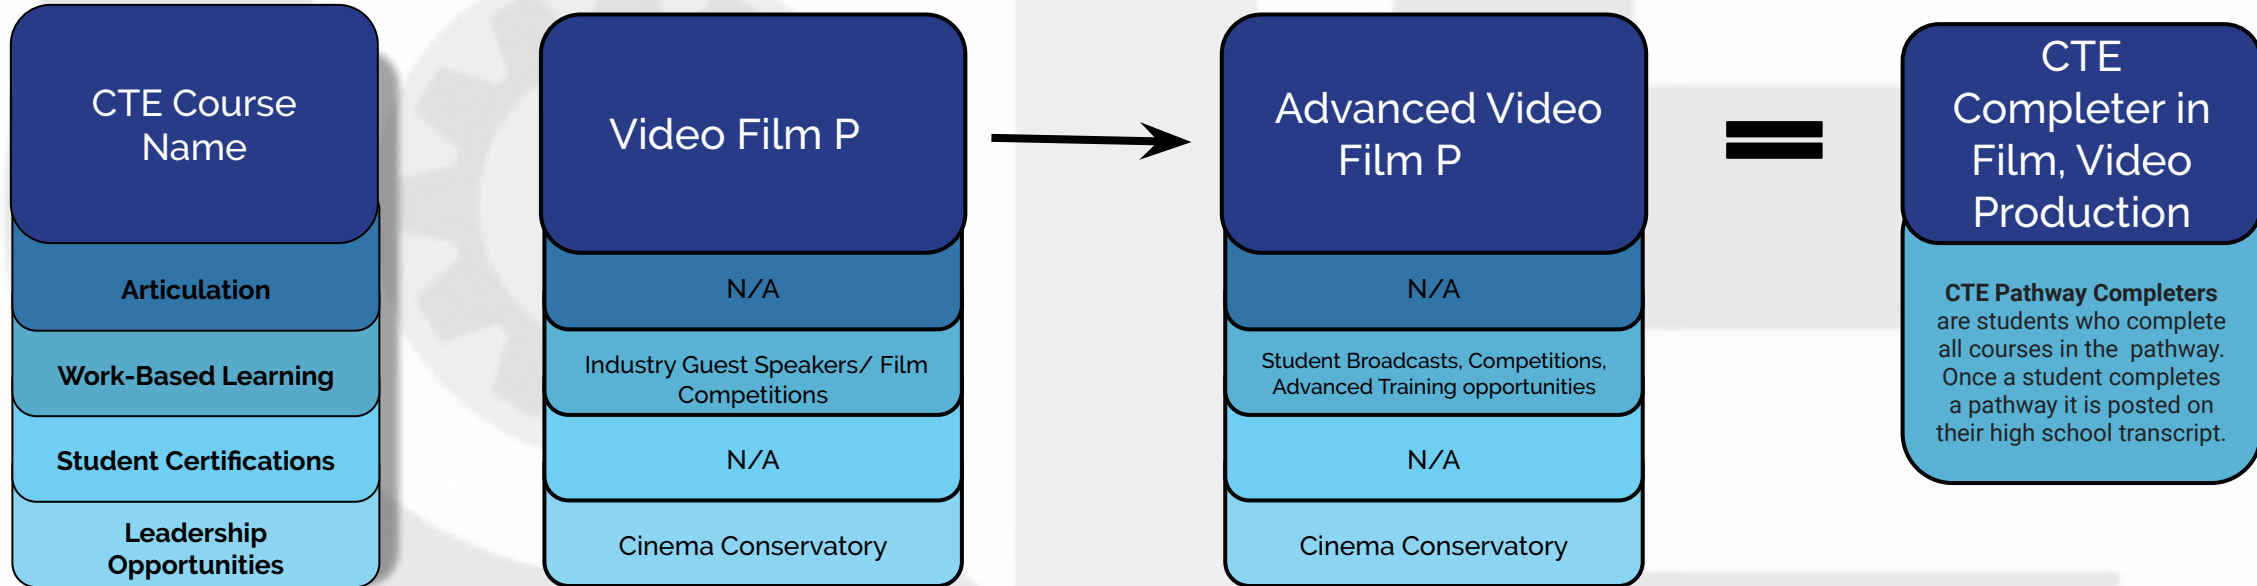 CTE Course
Name
Articulation
Work-Based Learning
Student Certifications
Leadership
Opportunities
Video Film P
N/A
Industry Guest Speakers/ Film
Competitions
N/A
Cinema Conservatory
Advanced Video
Film P
N/A
Student Broadcasts, Competitions,
Advanced Training opportunities
N/A
Cinema Conservatory
CTE
Completer in
Film, Video
Production
CTE Pathway Completers
are students who complete
all courses in the pathway.
Once a student completes
a pathway it is posted on
their high school transcript.